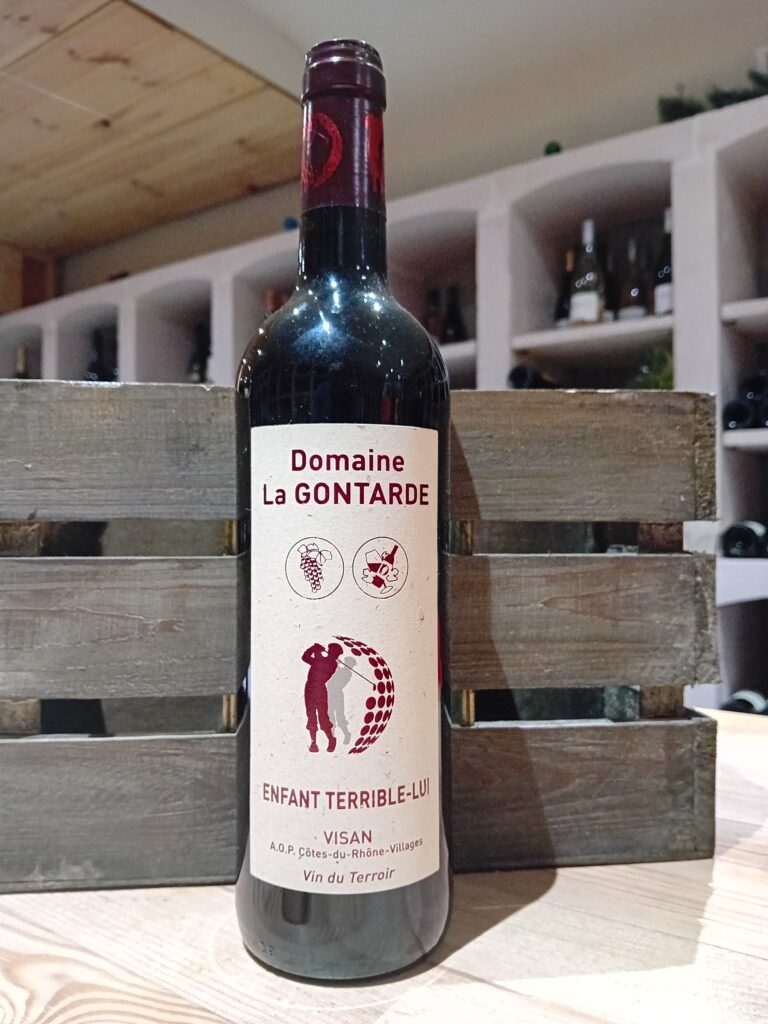 Domaine
La GONTARDE
ENFANT TERRIBLE-LUI
VISAN
A.O.P. Côtes-du-Rhône-Villages
Vin du Terroir